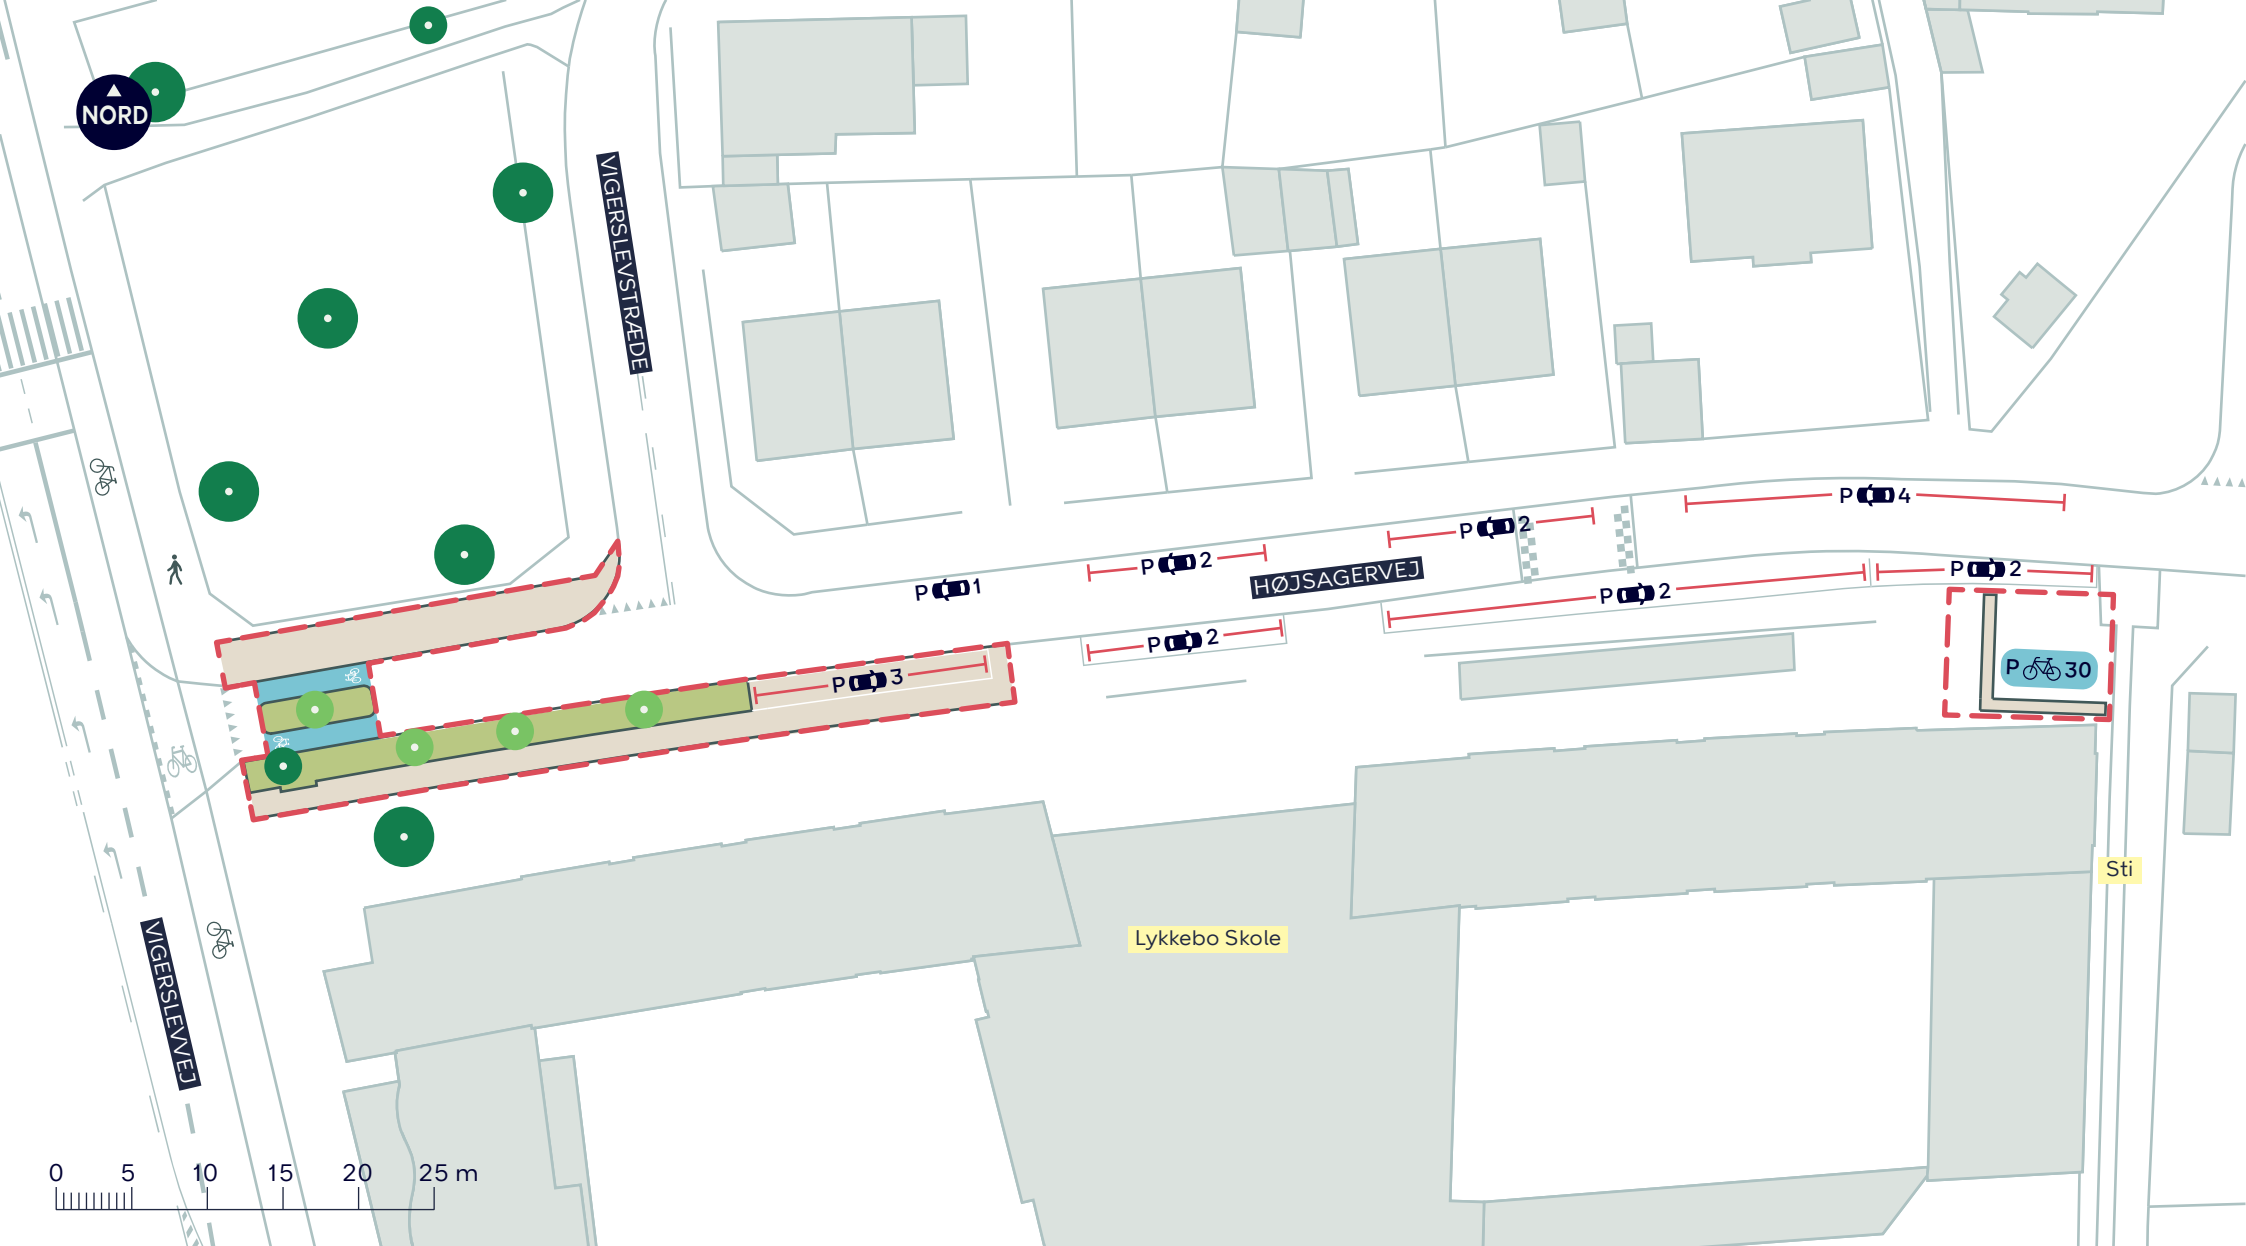 NORD
VIGERSLEVSTRÆDE
P 4
P 2
P 2
P 1
HØJSAGERVEJ
P 2
P 2
P 2
P 3
P 30
Sti
Lykkebo Skole
VIGERSLEVVEJ
0 5 10 15 20 25 m